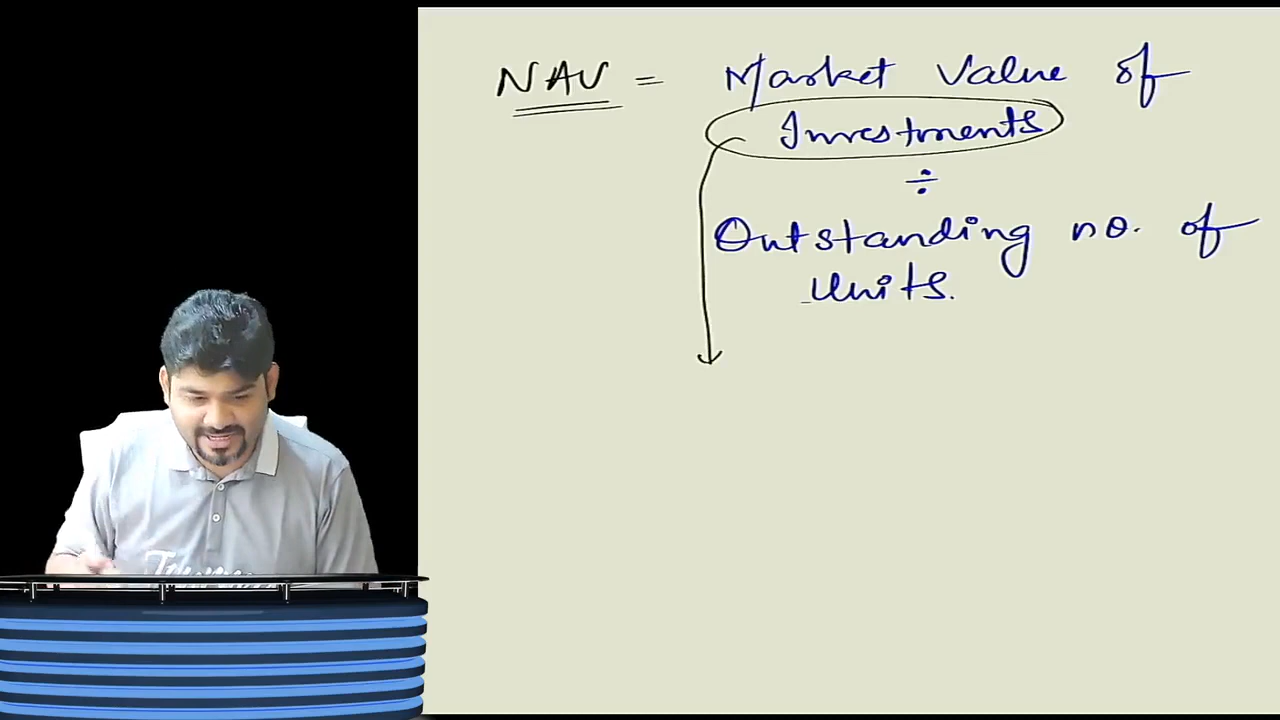 NAV = Market Value of
Investments
÷
Outstanding no. of
Units.